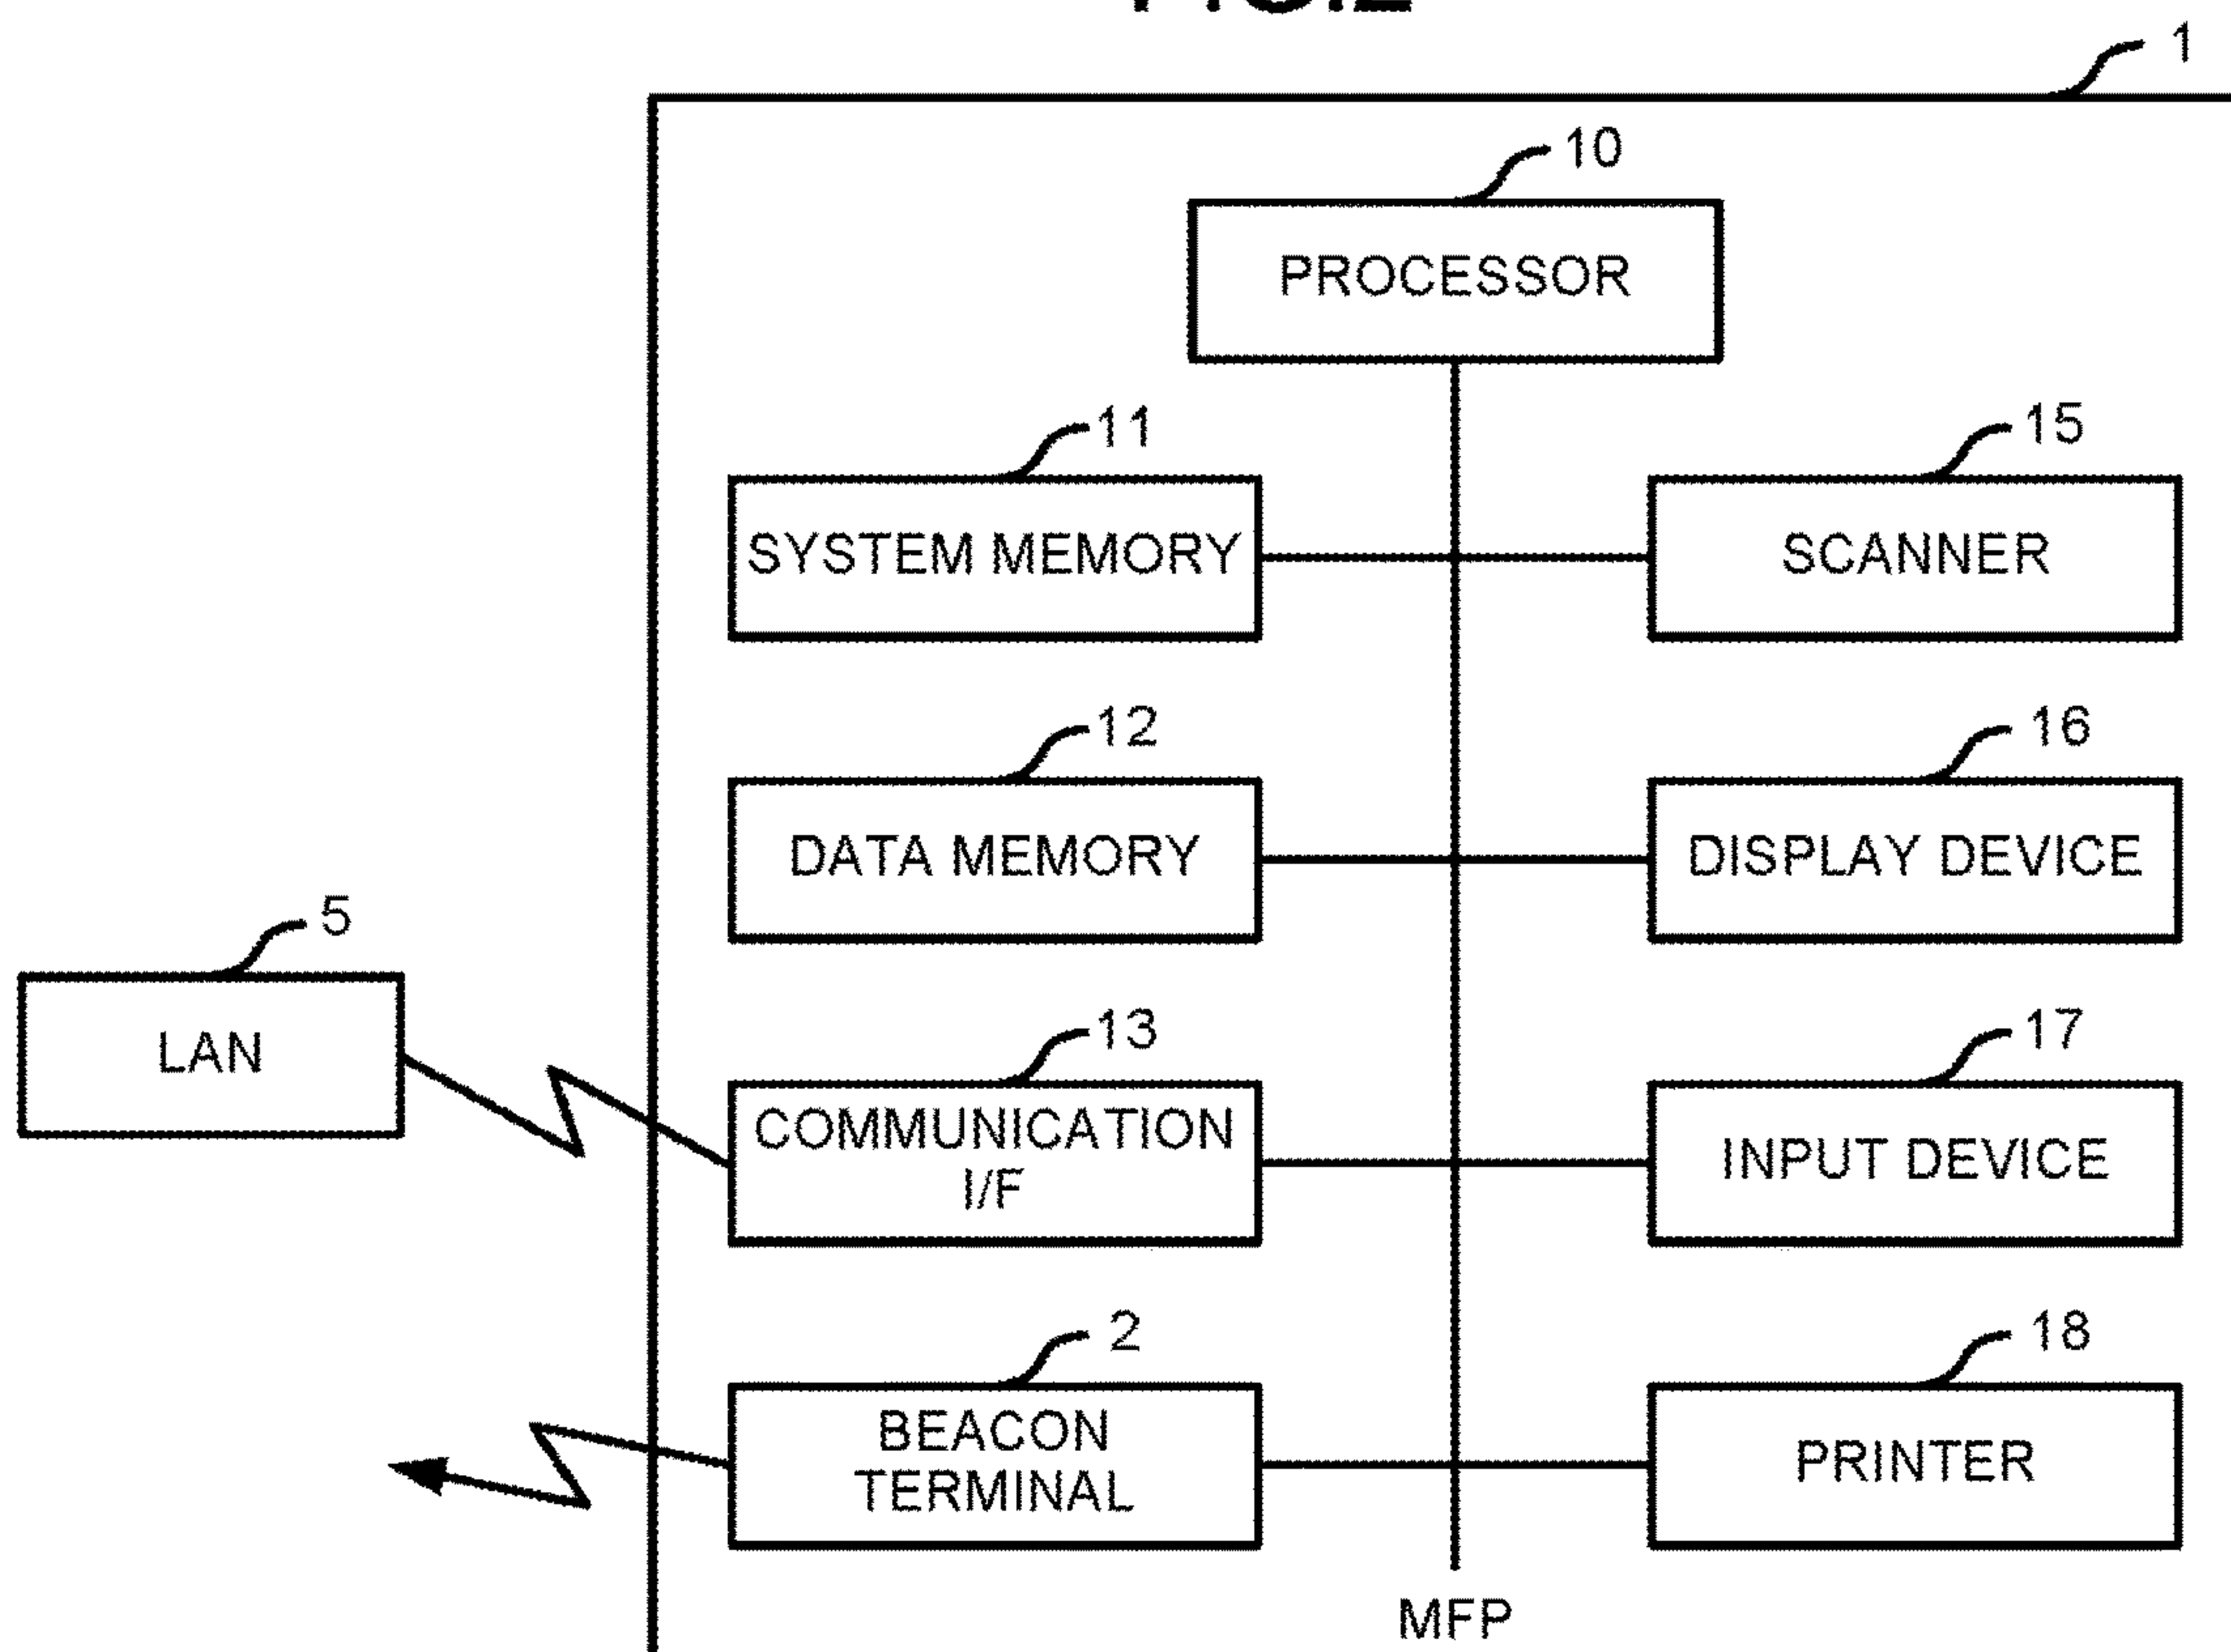 1
10
PROCESSOR
11
15
SYSTEM MEMORY
SCANNER
12
16
DATA MEMORY
DISPLAY DEVICE
5
LAN
13
17
COMMUNICATION
I/F
INPUT DEVICE
2
18
BEACON
TERMINAL
PRINTER
MFP